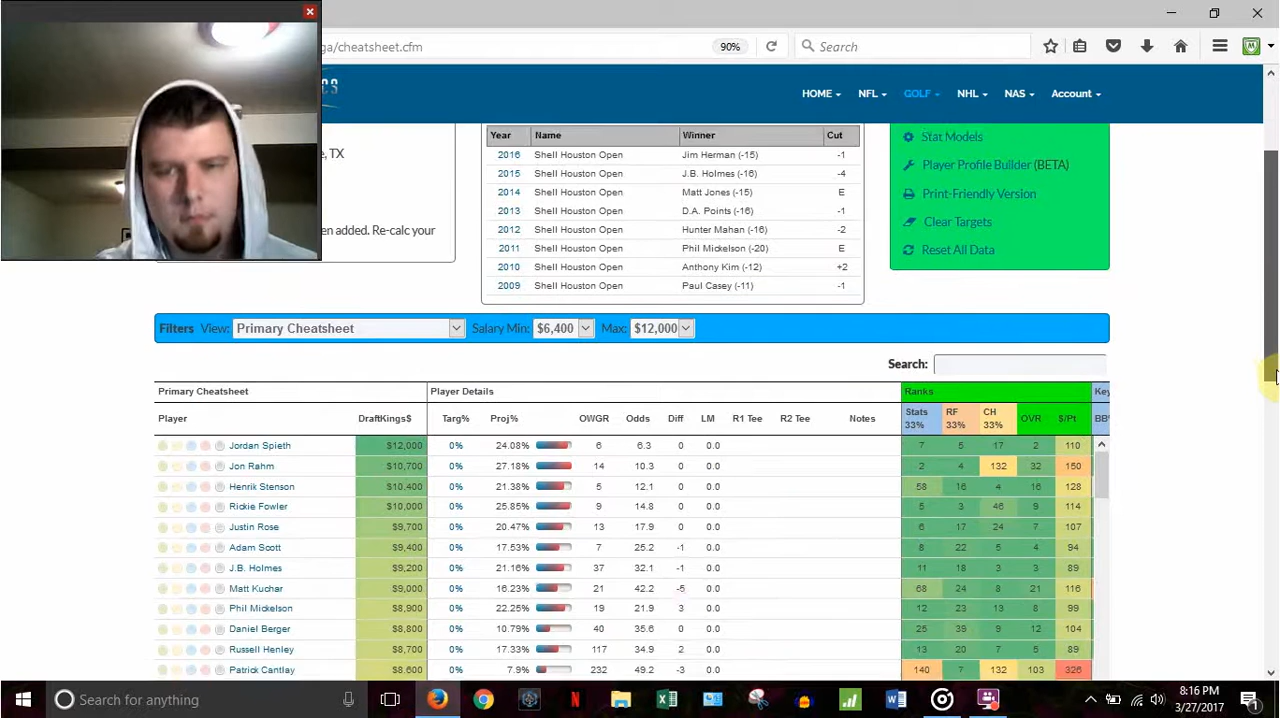 ga/cheatsheet.cfm 90% Search
HOME NFL GOLF NHL NAS Account
Year Name Winner Cut
2016 Shell Houston Open Jim Herman (-15) -1
2015 Shell Houston Open J.B. Holmes (-16) -4
2014 Shell Houston Open Matt Jones (-15) E
2013 Shell Houston Open D.A. Points (-16) -1
2012 Shell Houston Open Hunter Mahan (-16) -2
2011 Shell Houston Open Phil Mickelson (-20) E
2010 Shell Houston Open Anthony Kim (-12) +2
2009 Shell Houston Open Paul Casey (-11) -1
, TX
en added. Re-calc your
Stat Models
Player Profile Builder (BETA)
Print-Friendly Version
Clear Targets
Reset All Data
Filters View: Primary Cheatsheet Salary Min: $6,400 Max: $12,000
Search:
Primary Cheatsheet Player Details Ranks Key
Player DraftKings$ Targ% Proj% OWGR Odds Diff LM R1 Tee R2 Tee Notes Stats 33% RF 33% CH 33% OVR $/Pt
Jordan Spieth $12,000 0% 24.08% 6 6.3 0 0.0 7 5 17 2 110
Jon Rahm $10,700 0% 27.18% 14 10.3 0 0.0 2 4 132 32 150
Henrik Stenson $10,400 0% 21.38% 5 12.1 0 0.0 58 16 4 16 128
Rickie Fowler $10,000 0% 25.85% 9 14.8 0 0.0 5 3 46 9 114
Justin Rose $9,700 0% 20.47% 13 17.9 0 0.0 6 17 24 7 107
Adam Scott $9,400 0% 17.53% 7 25.2 -1 0.0 8 22 5 4 94
J.B. Holmes $9,200 0% 21.16% 37 32.1 -1 0.0 11 18 3 3 89
Matt Kuchar $9,000 0% 16.23% 21 42.2 -5 0.0 68 24 8 21 116
Phil Mickelson $8,900 0% 22.25% 19 21.9 3 0.0 12 23 13 8 99
Daniel Berger $8,800 0% 10.79% 40 35.6 0 0.0 25 39 9 12 104
Russell Henley $8,700 0% 17.33% 117 34.9 2 0.0 13 20 7 5 89
Patrick Cantlay $8,600 0% 7.9% 232 49.2 -3 0.0 140 7 132 103 326
Search for anything
8:16 PM
3/27/2017